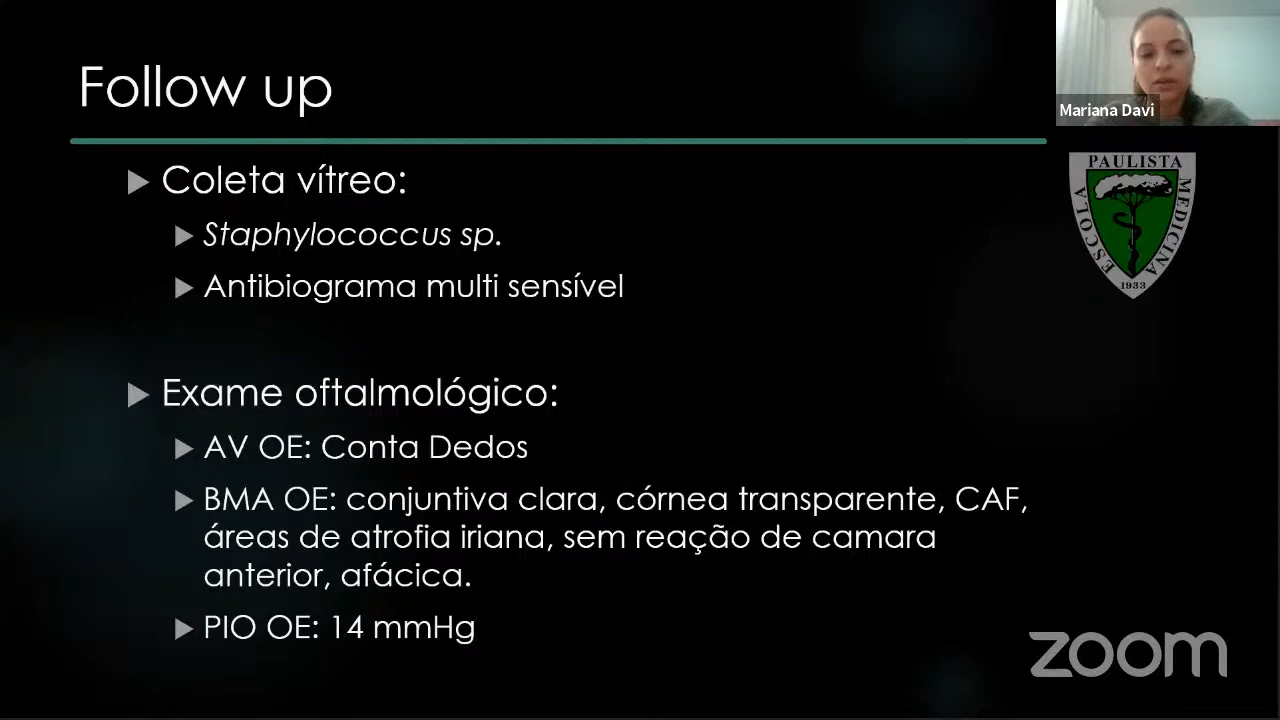 Follow up
Mariana Davi
ESCOLA PAULISTA MEDICINA
1933
Coleta vítreo:
Staphylococcus sp.
Antibiograma multi sensível
Exame oftalmológico:
AV OE: Conta Dedos
BMA OE: conjuntiva clara, córnea transparente, CAF,
áreas de atrofia iriana, sem reação de camara
anterior, afácica.
PIO OE: 14 mmHg
zoom